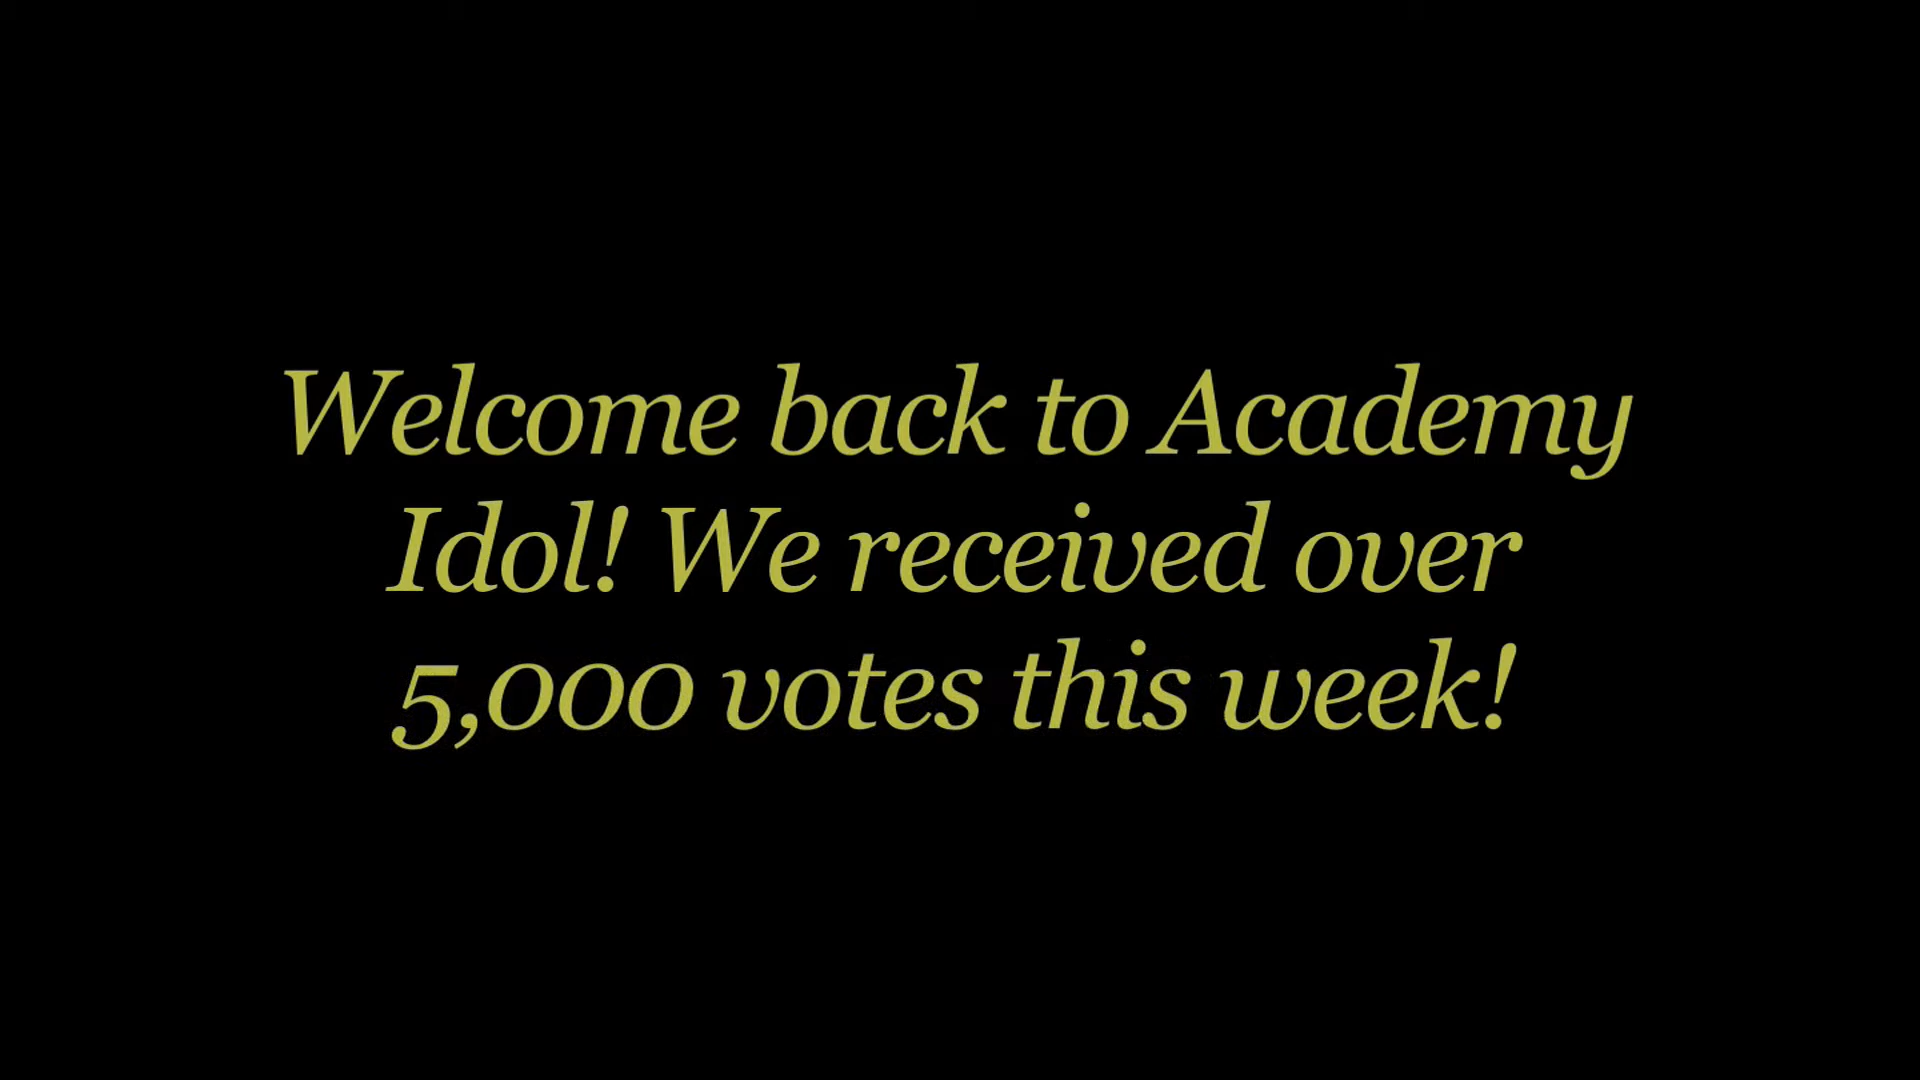 Welcome back to Academy
Idol! We received over
5,000 votes this week!